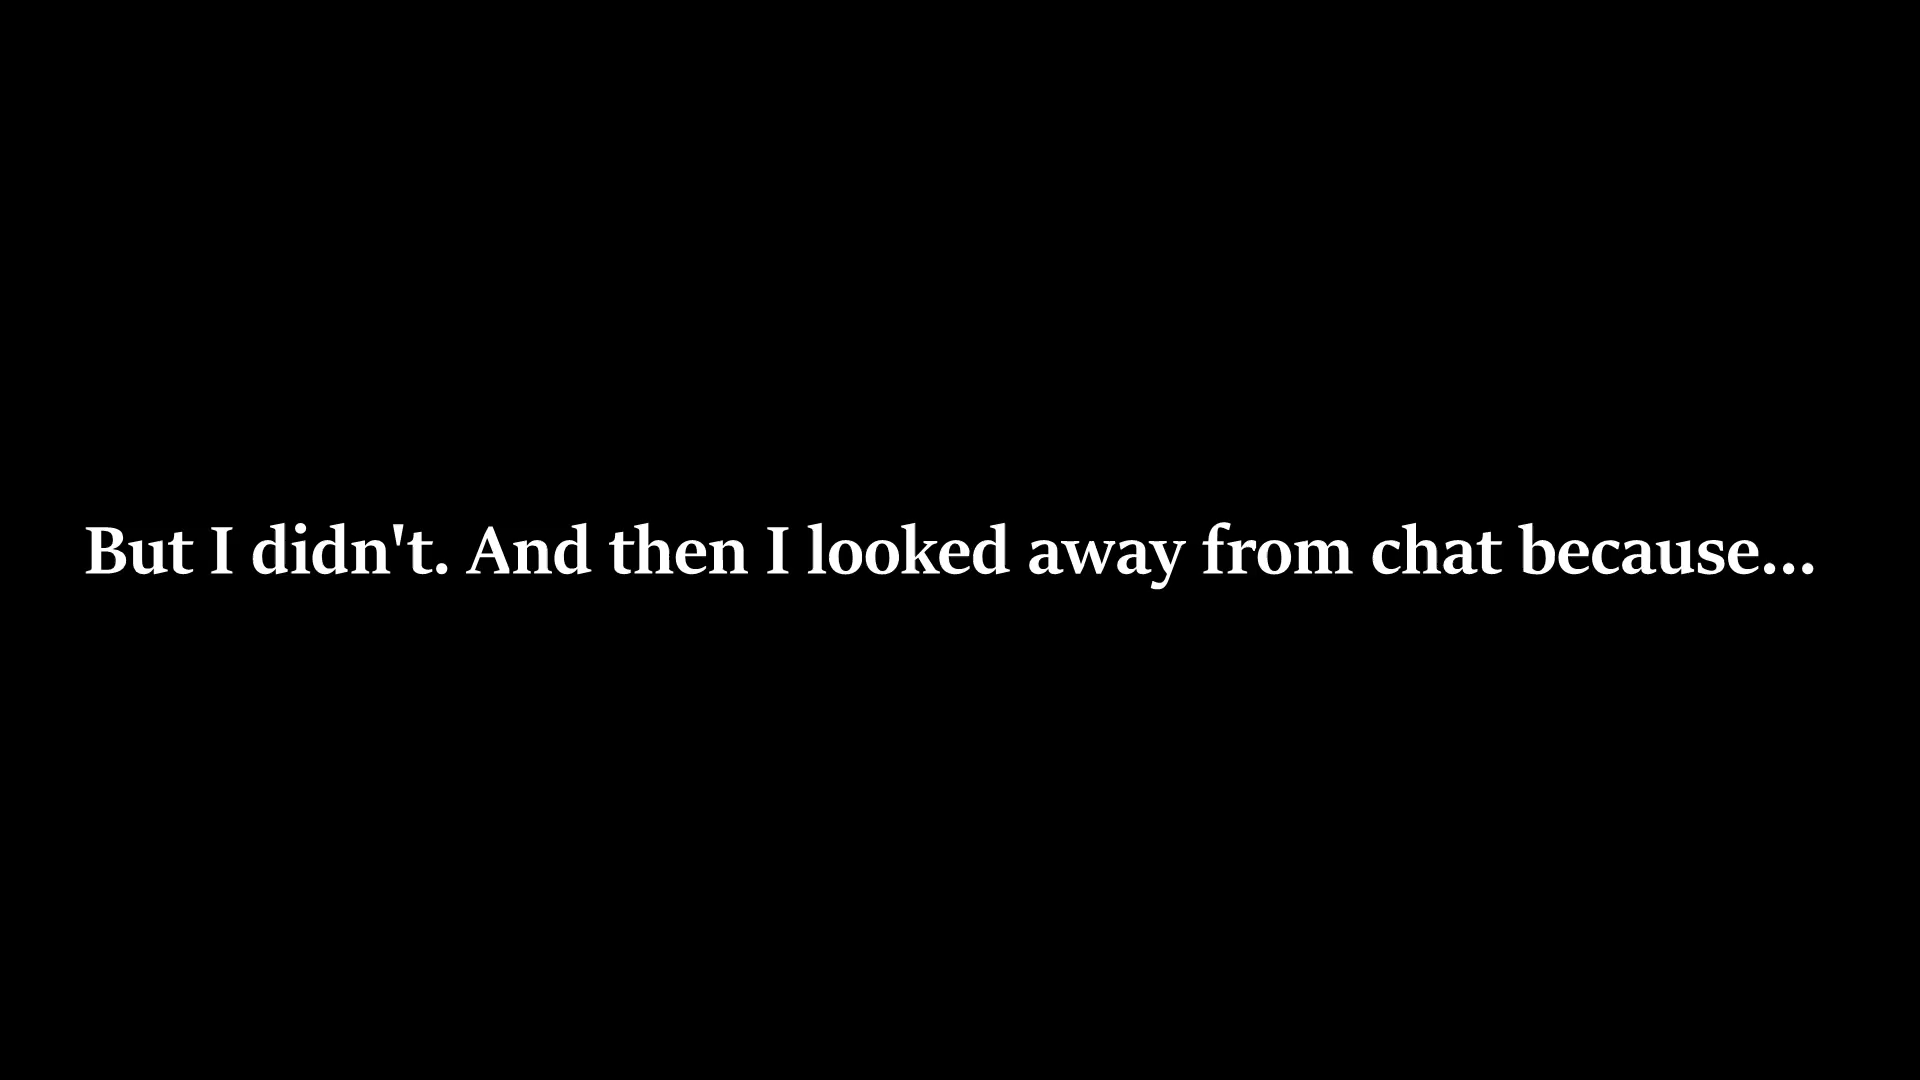 But I didn't. And then I looked away from chat because...